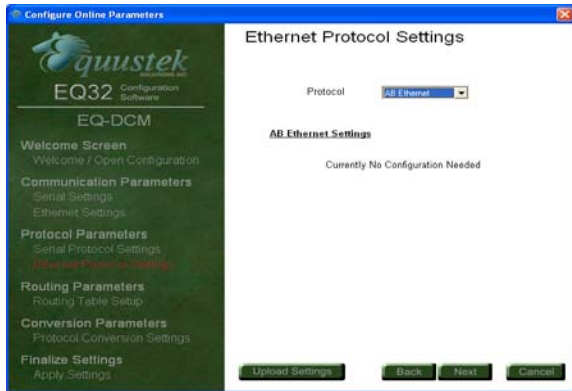 Configure Online Parameters
Equustek
SOLUTIONS INC
EQ32 Configuration Software
EQ-DCM
Welcome Screen
Welcome / Open Configuration
Communication Parameters
Serial Settings
Ethernet Settings
Protocol Parameters
Serial Protocol Settings
Ethernet Protocol Settings
Routing Parameters
Routing Table Setup
Conversion Parameters
Protocol Conversion Settings
Finalize Settings
Apply Settings
Ethernet Protocol Settings
Protocol AB Ethernet
AB Ethernet Settings
Currently No Configuration Needed
Upload Settings Back Next Cancel